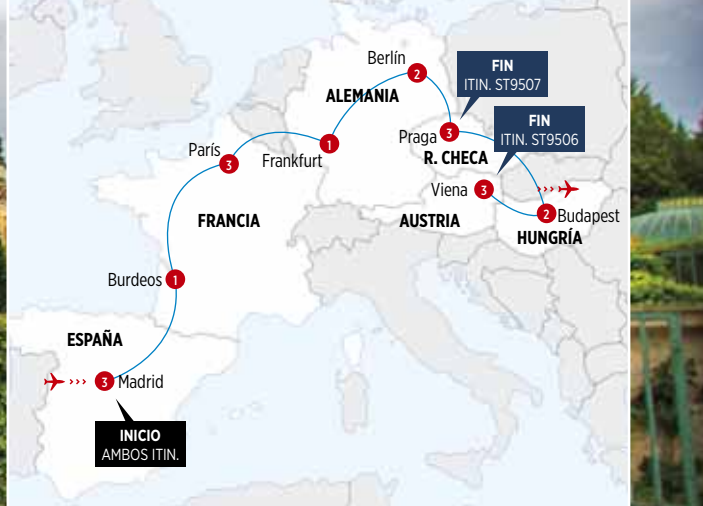 Berlín
2
FIN
ITIN. ST9507
ALEMANIA
FIN
ITIN. ST9506
Praga 3
R. CHECA
París
3
Frankfurt
1
Viena 3
FRANCIA
AUSTRIA
2 Budapest
HUNGRÍA
Burdeos 1
ESPAÑA
3 Madrid
INICIO
AMBOS ITIN.